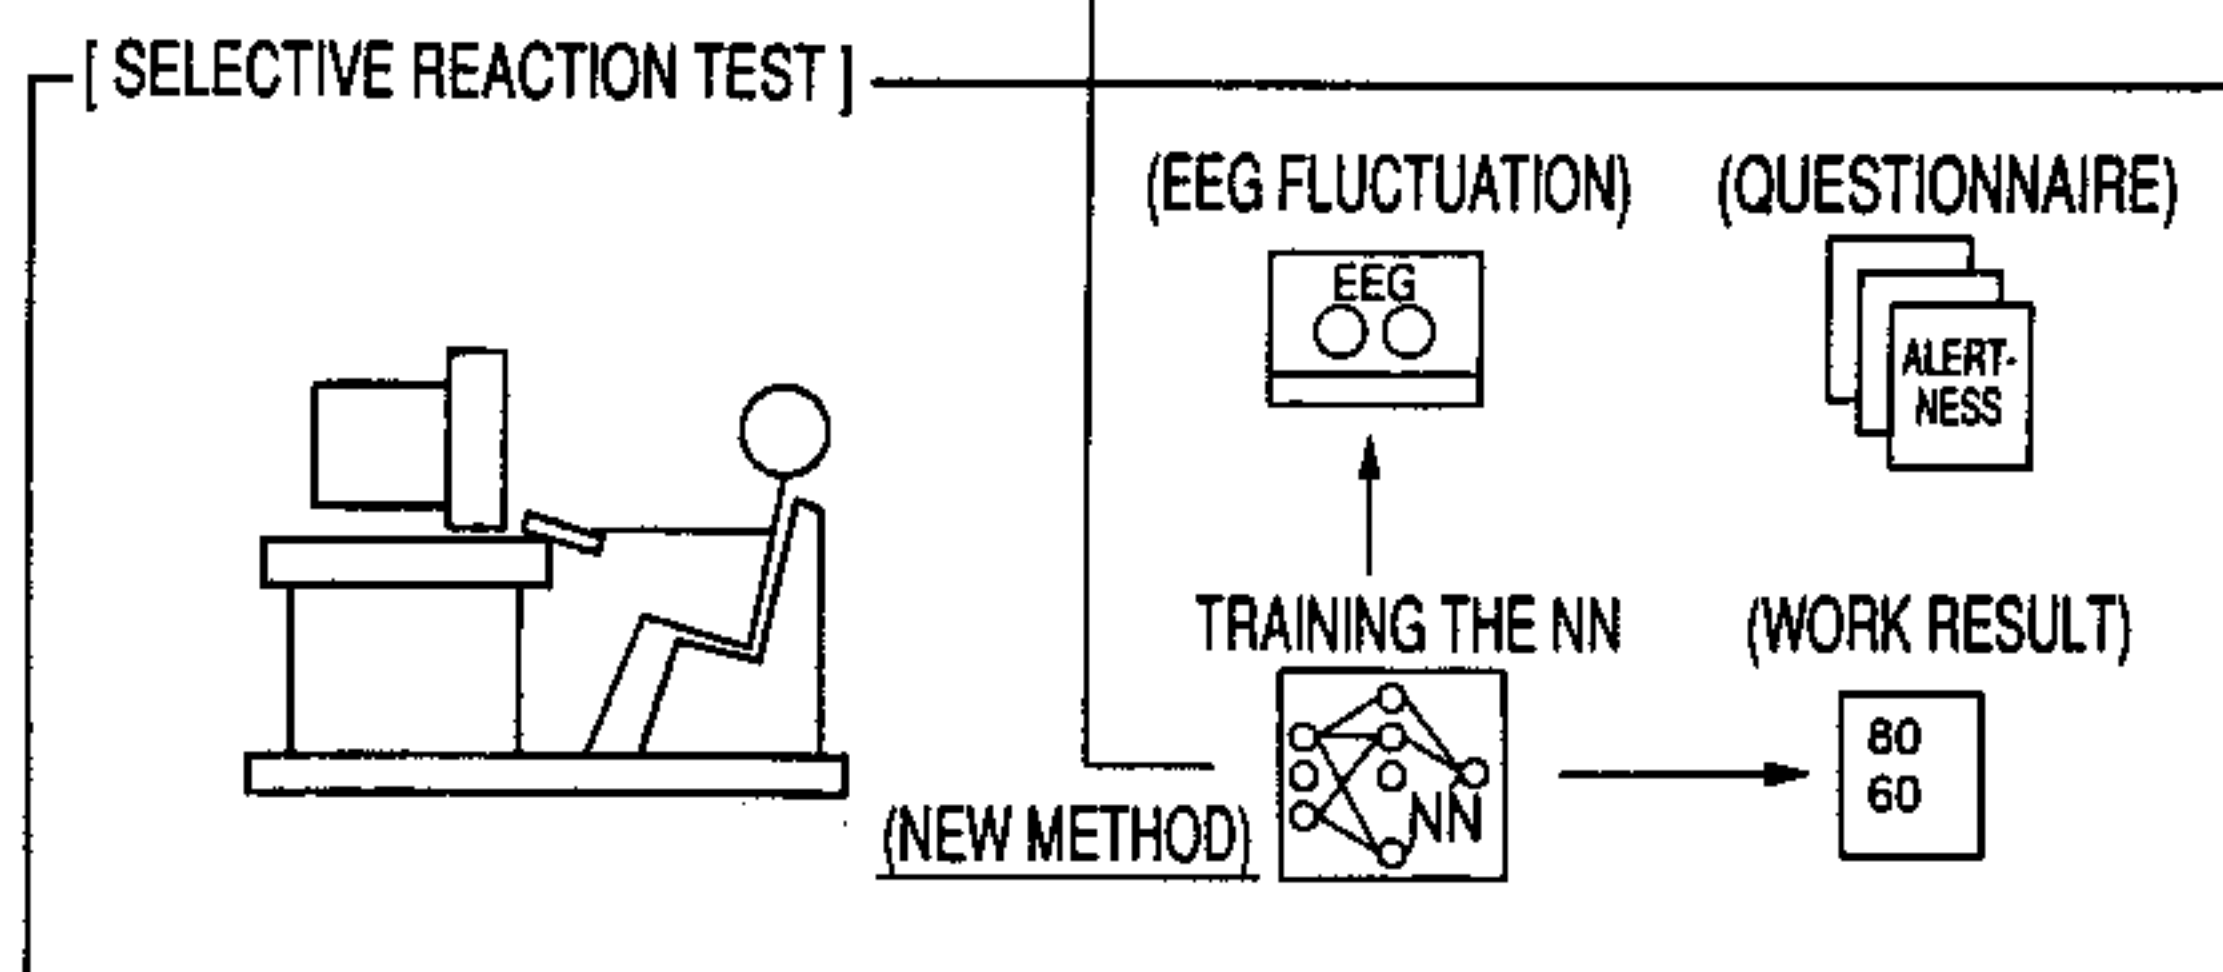 [ SELECTIVE REACTION TEST ]
(EEG FLUCTUATION)
(QUESTIONNAIRE)
EEG
ALERT-
NESS
TRAINING THE NN
(WORK RESULT)
80
60
NN
(NEW METHOD)